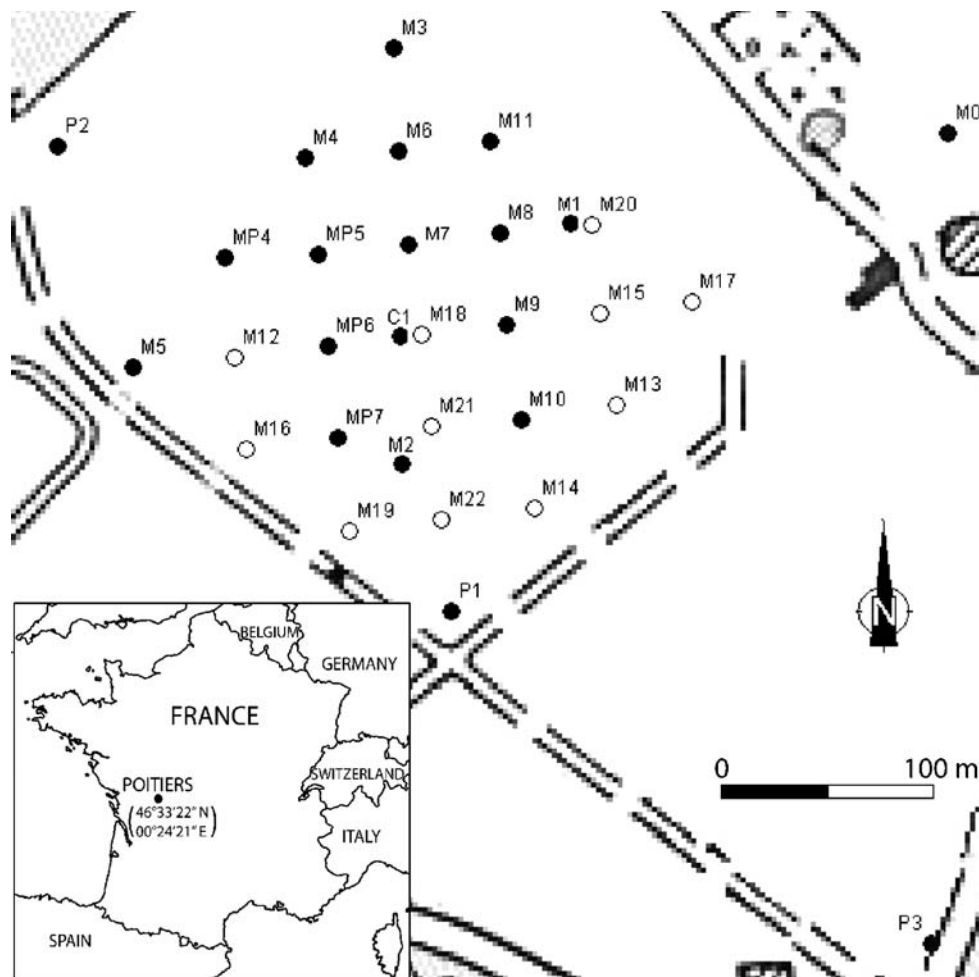 M3
P2
M4
M6
M11
M0
MP4
MP5
M7
M8
M1
M20
M5
M12
MP6
C1
M18
M9
M15
M17
M16
MP7
M2
M21
M10
M13
M19
M22
M14
P1
N
BELGIUM
GERMANY
FRANCE
POITIERS
46°33'22" N
00°24'21" E
SWITZERLAND
ITALY
SPAIN
0 100 m
P3